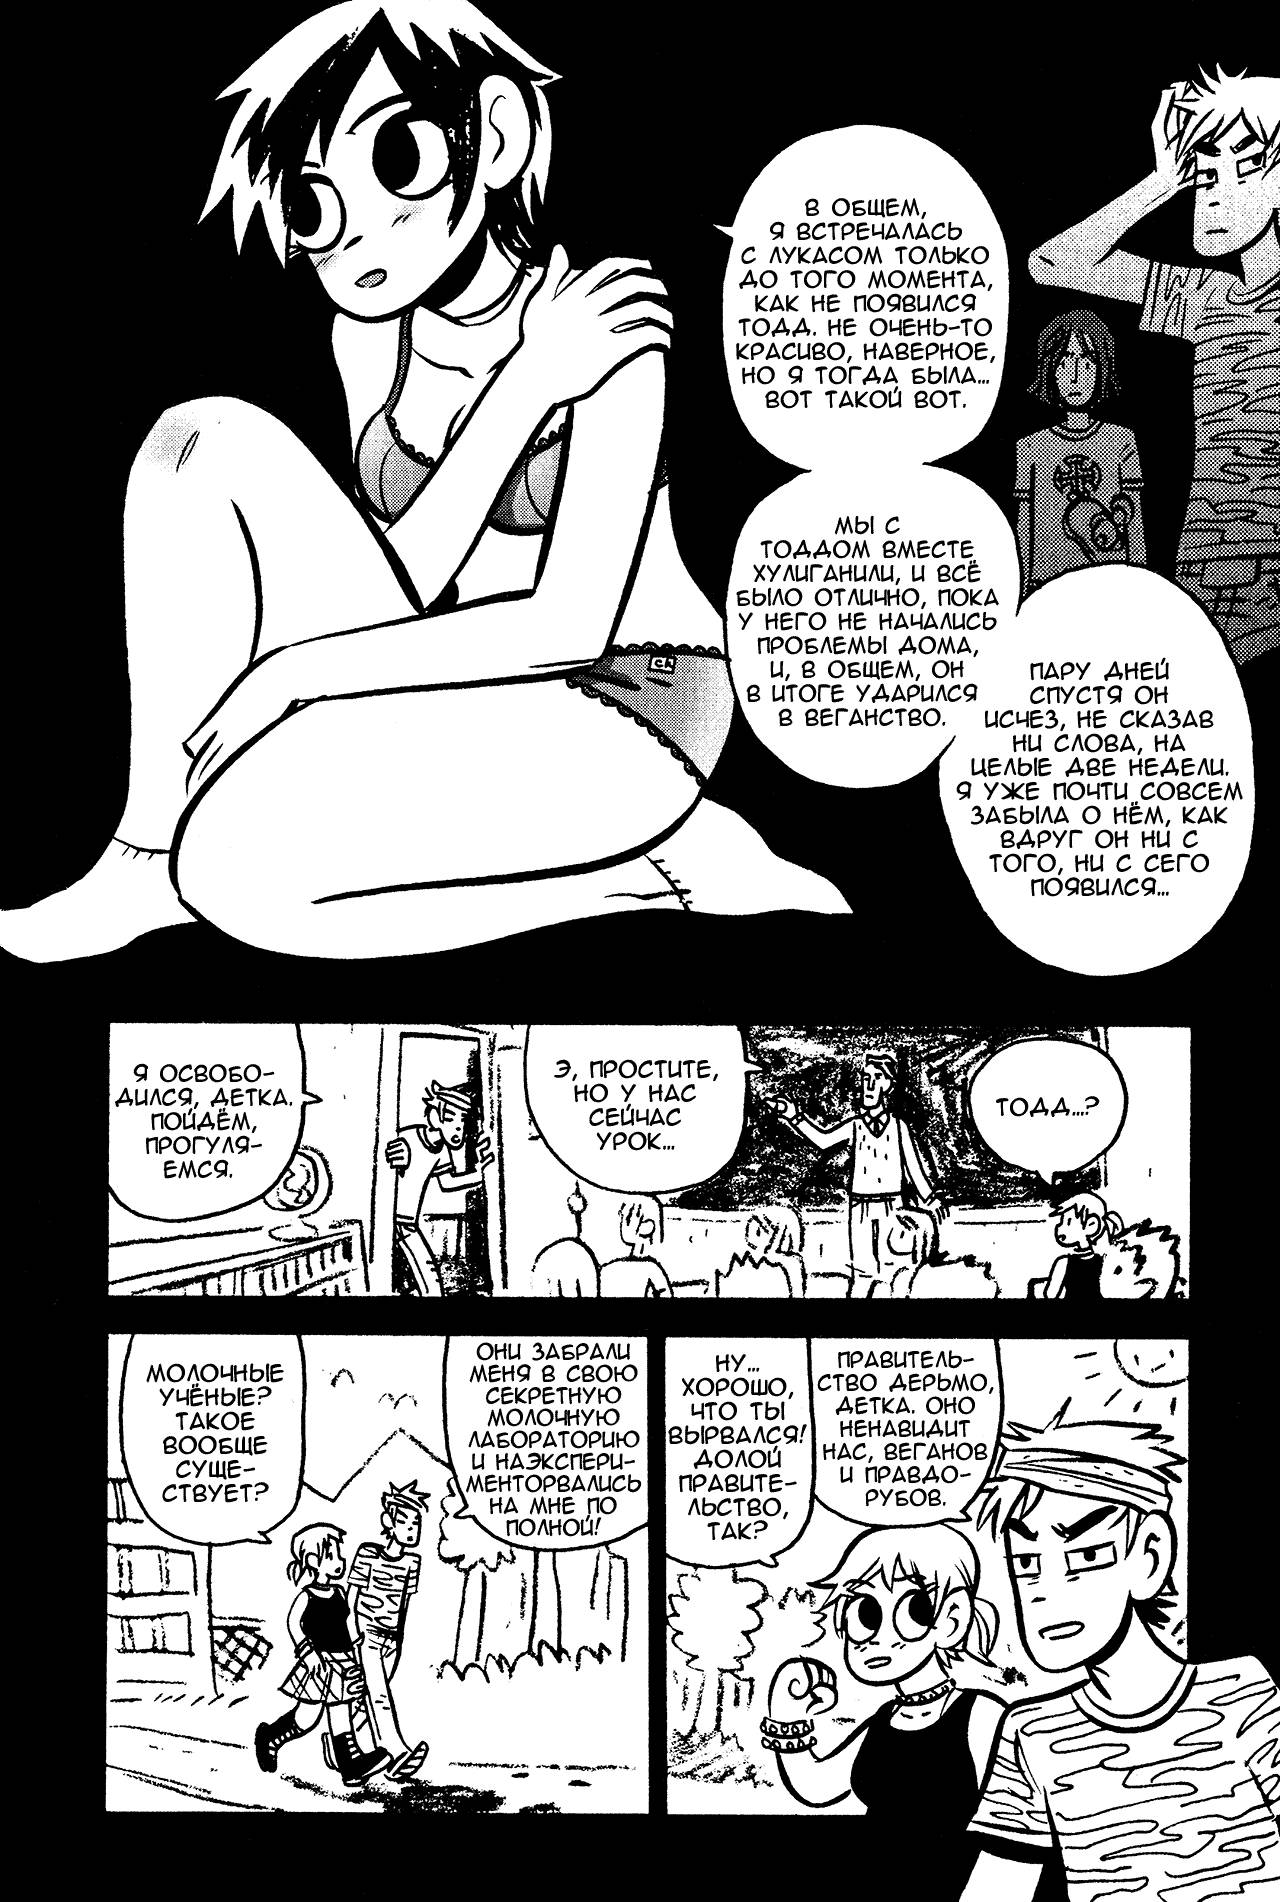 В ОБЩЕМ,
Я ВСТРЕЧАЛАСЬ
С ЛУКАСОМ ТОЛЬКО
ДО ТОГО МОМЕНТА,
КАК НЕ ПОЯВИЛСЯ
ТОДД. НЕ ОЧЕНЬ-ТО
КРАСИВО, НАВЕРНОЕ,
НО Я ТОГДА БЫЛА...
ВОТ ТАКОЙ ВОТ.
МЫ С
ТОДДОМ ВМЕСТЕ
ХУЛИГАНИЛИ, И ВСЁ
БЫЛО ОТЛИЧНО, ПОКА
У НЕГО НЕ НАЧАЛИСЬ
ПРОБЛЕМЫ ДОМА,
И, В ОБЩЕМ, ОН
В ИТОГЕ УДАРИЛСЯ
В ВЕГАНСТВО.
ck
ПАРУ ДНЕЙ
СПУСТЯ ОН
ИСЧЕЗ, НЕ СКАЗАВ
НИ СЛОВА, НА
ЦЕЛЫЕ ДВЕ НЕДЕЛИ.
Я УЖЕ ПОЧТИ СОВСЕМ
ЗАБЫЛА О НЁМ, КАК
ВДРУГ ОН НИ С
ТОГО, НИ С СЕГО
ПОЯВИЛСЯ...
Я ОСВОБО-
ДИЛСЯ, ДЕТКА.
ПОЙДЁМ,
ПРОГУЛЯ-
ЕМСЯ.
Э, ПРОСТИТЕ,
НО У НАС
СЕЙЧАС
УРОК...
ТОДД...?
МОЛОЧНЫЕ
УЧЁНЫЕ?
ТАКОЕ
ВООБЩЕ
СУЩЕ-
СТВУЕТ?
ОНИ ЗАБРАЛИ
МЕНЯ В СВОЮ
СЕКРЕТНУЮ
МОЛОЧНУЮ
ЛАБОРАТОРИЮ
И НАЭКСПЕРИ-
МЕНТОРВАЛИСЬ
НА МНЕ ПО
ПОЛНОЙ!
НУ...
ХОРОШО,
ЧТО ТЫ
ВЫРВАЛСЯ!
ДОЛОЙ
ПРАВИТЕ-
ЛЬСТВО,
ТАК?
ПРАВИТЕЛЬ-
СТВО ДЕРЬМО,
ДЕТКА. ОНО
НЕНАВИДИТ
НАС, ВЕГАНОВ
И ПРАВДО-
РУБОВ.